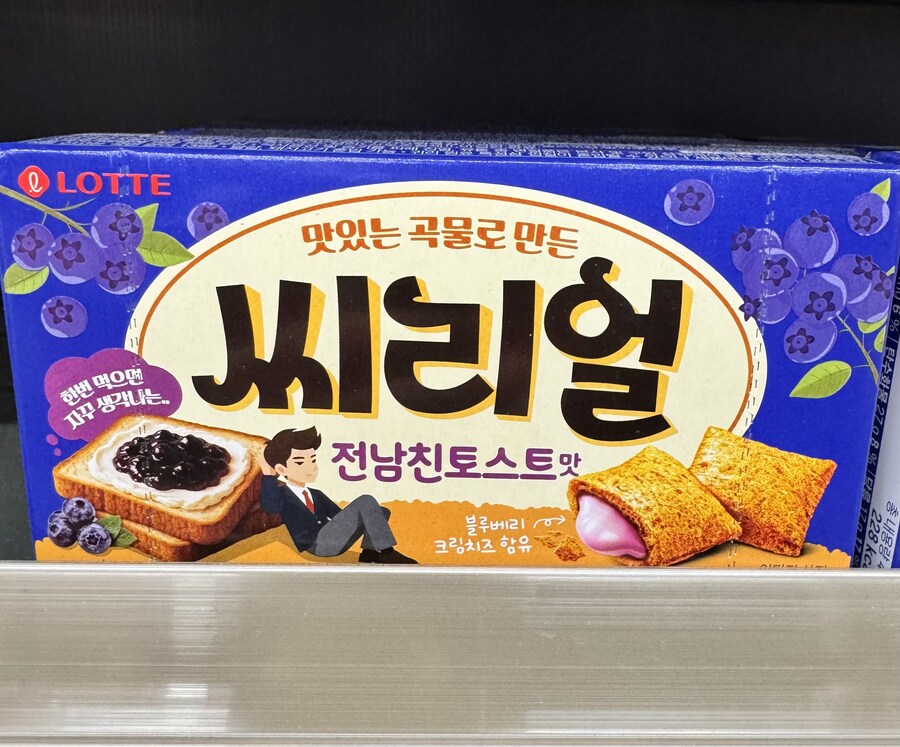 LOTTE
맛있는 곡물로 만든
씨리얼
한번 먹으면
자꾸 생각나는..
전남친토스트맛
블루베리
크림치즈 함유
228 kc